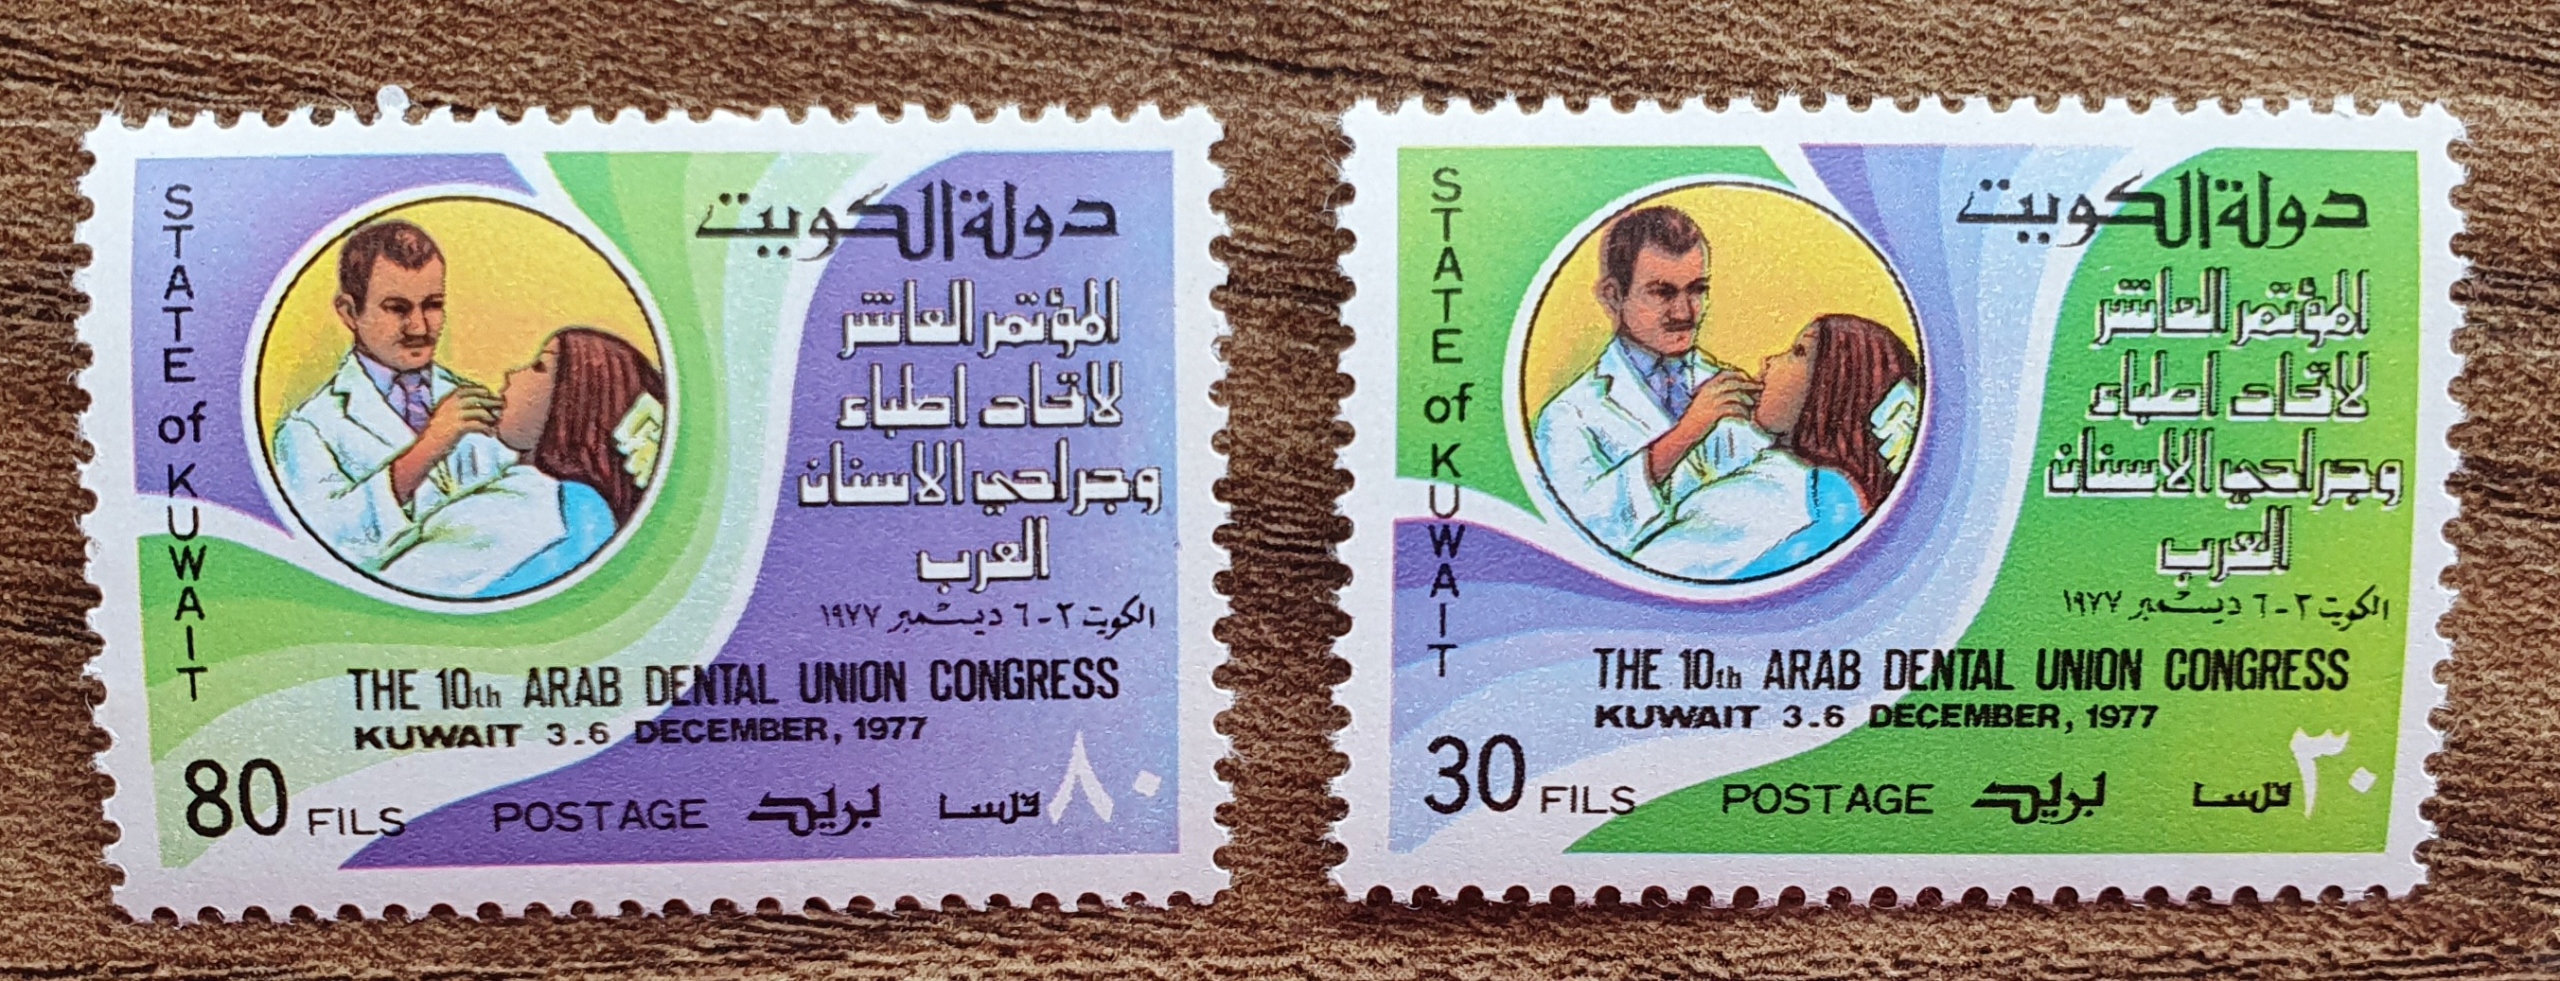 STATE of KUWAIT
دولة الكويت
المؤتمر العاشر
لاتحاد اطباء
وجراحي الاسنان
العرب
الكويت ٣-٦ ديسمبر ١٩٧٧
THE 10th ARAB DENTAL UNION CONGRESS
KUWAIT 3-6 DECEMBER, 1977
80 FILS POSTAGE بريد ٨٠ فلسا
STATE of KUWAIT
دولة الكويت
المؤتمر العاشر
لاتحاد اطباء
وجراحي الاسنان
العرب
الكويت ٣-٦ ديسمبر ١٩٧٧
THE 10th ARAB DENTAL UNION CONGRESS
KUWAIT 3-6 DECEMBER, 1977
30 FILS POSTAGE بريد ٣٠ فلسا